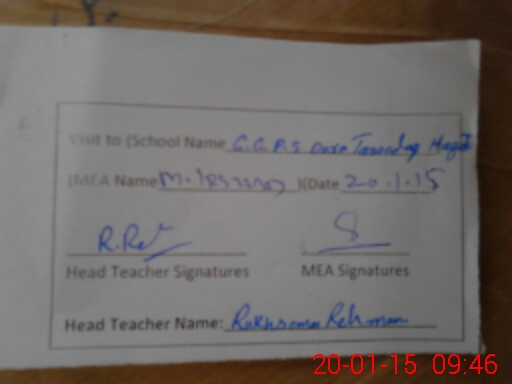 Visit to (School Name G.G.P.S
(MEA Name M. )(Date 20.1.15
R.Re
Head Teacher Signatures MEA Signatures
Head Teacher Name: Rukhsana Rehman
20-01-15 09:46